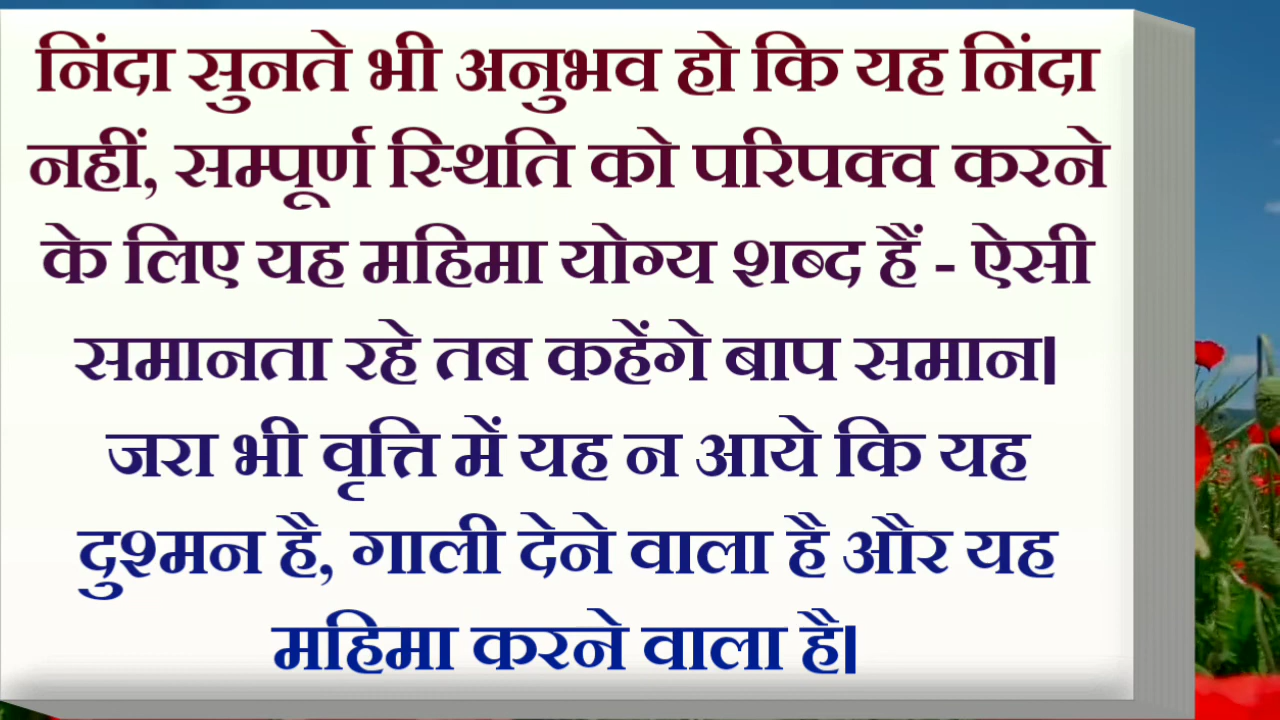 निंदा सुनते भी अनुभव हो कि यह निंदा
नहीं, सम्पूर्ण स्थिति को परिपक्व करने
के लिए यह महिमा योग्य शब्द हैं - ऐसी
समानता रहे तब कहेंगे बाप समान।
जरा भी वृत्ति में यह न आये कि यह
दुश्मन है, गाली देने वाला है और यह
महिमा करने वाला है।